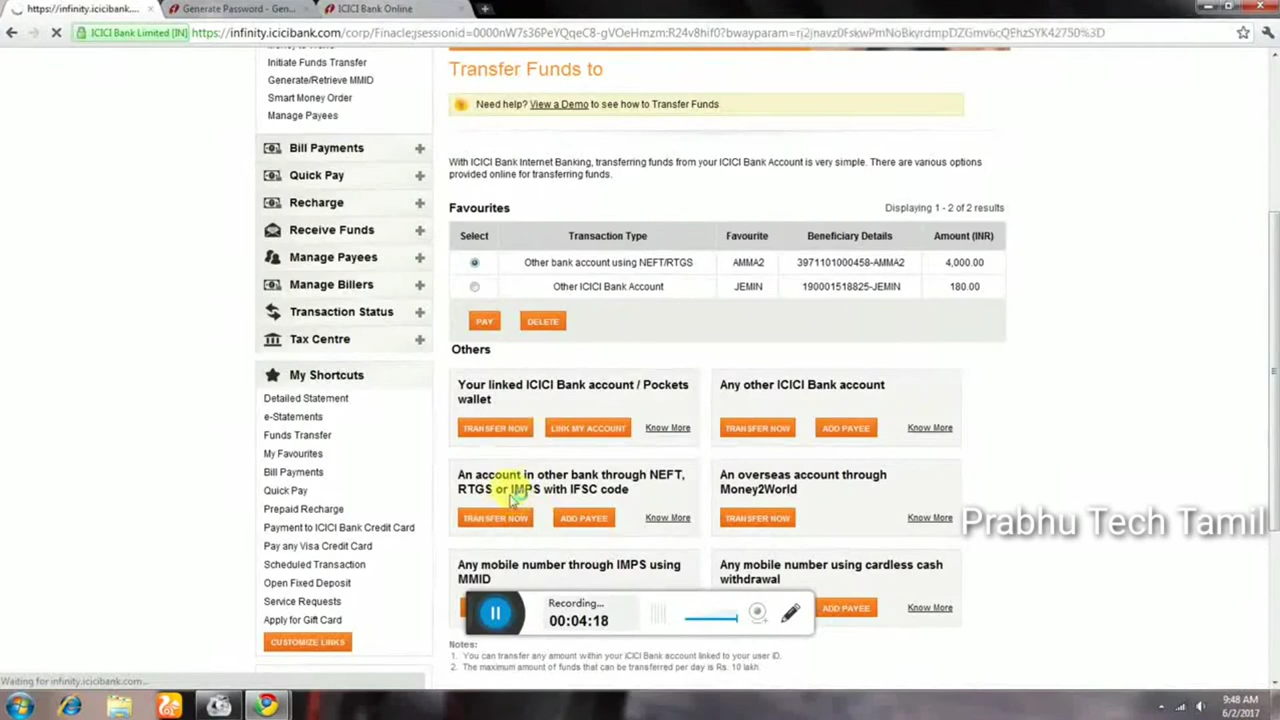 https://infinity.icicibank....
Generate Password - Gen
ICICI Bank Online
ICICI Bank Limited [IN]
Initiate Funds Transfer
Generate/Retrieve MMID
Smart Money Order
Manage Payees
Bill Payments
Quick Pay
Recharge
Receive Funds
Manage Payees
Manage Billers
Transaction Status
Tax Centre
My Shortcuts
Detailed Statement
e-Statements
Funds Transfer
My Favourites
Bill Payments
Quick Pay
Prepaid Recharge
Payment to ICICI Bank Credit Card
Pay any Visa Credit Card
Scheduled Transaction
Open Fixed Deposit
Service Requests
Apply for Gift Card
CUSTOMIZE LINKS
Transfer Funds to
Need help? View a Demo to see how to Transfer Funds
With ICICI Bank Internet Banking, transferring funds from your ICICI Bank Account is very simple. There are various options
provided online for transferring funds.
Favourites Displaying 1 - 2 of 2 results
Select Transaction Type Favourite Beneficiary Details Amount (INR)
Other bank account using NEFT/RTGS AMMA2 3971101000458-AMMA2 4,000.00
Other ICICI Bank Account JEMIN 190001518825-JEMIN 180.00
PAY DELETE
Others
Your linked ICICI Bank account / Pockets
wallet
TRANSFER NOW LINK MY ACCOUNT Know More
Any other ICICI Bank account
TRANSFER NOW ADD PAYEE Know More
An account in other bank through NEFT,
RTGS or IMPS with IFSC code
TRANSFER NOW ADD PAYEE Know More
An overseas account through
Money2World
TRANSFER NOW Know More
Any mobile number through IMPS using
MMID
Any mobile number using cardless cash
withdrawal
ADD PAYEE Know More
Prabhu Tech Tamil
Recording...
00:04:18
Notes:
1. You can transfer any amount within your ICICI Bank account linked to your user ID.
2. The maximum amount of funds that can be transferred per day is Rs. 10 lakh.
Waiting for infinity.icicibank.com...
9:48 AM
6/2/2017